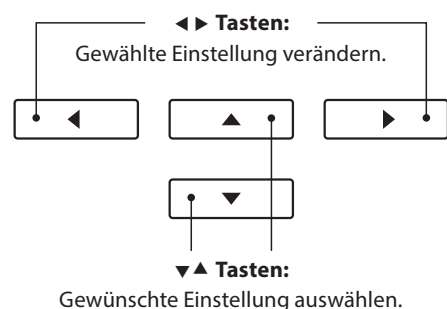 ◀ ▶ Tasten:
Gewählte Einstellung verändern.
◀ ▲ ▶
▼
▼▲ Tasten:
Gewünschte Einstellung auswählen.